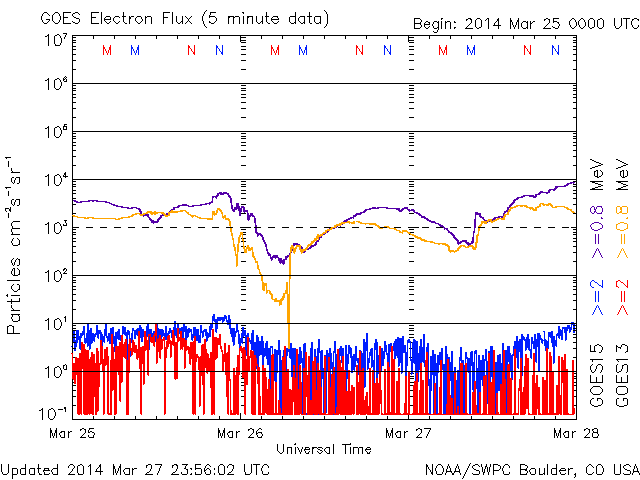 GOES Electron Flux (5 minute data)
Begin: 2014 Mar 25 0000 UTC
M M N N M M N N M M N N
10⁷
10⁶
10⁵
10⁴
10³
10²
10¹
10⁰
10⁻¹
Particles cm⁻²s⁻¹sr⁻¹
GOES15 >=2 >=0.8 MeV
GOES13 >=2 >=0.8 MeV
Mar 25 Mar 26 Mar 27 Mar 28
Universal Time
Updated 2014 Mar 27 23:56:02 UTC
NOAA/SWPC Boulder, CO USA